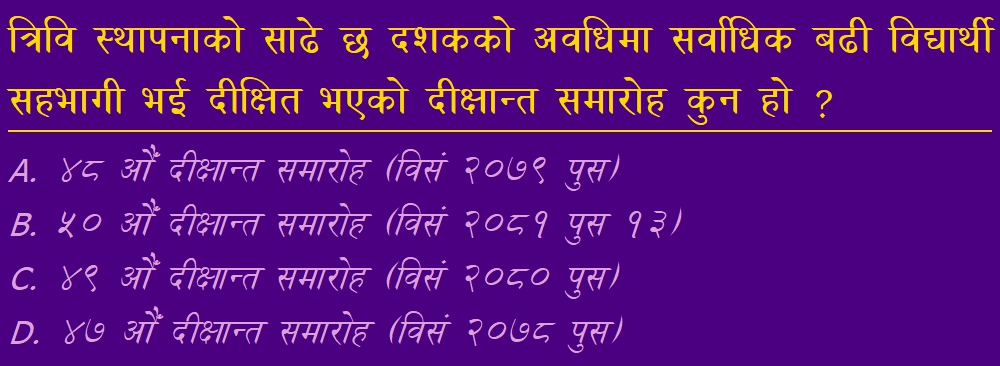 त्रिवि स्थापनाको साढे छ दशकको अवधिमा सर्वाधिक बढी विद्यार्थी
सहभागी भई दीक्षित भएको दीक्षान्त समारोह कुन हो ?
A. ४८ औँ दीक्षान्त समारोह (विसं २०७९ पुस)
B. ५० औँ दीक्षान्त समारोह (विसं २०८१ पुस १३)
C. ४९ औँ दीक्षान्त समारोह (विसं २०८० पुस)
D. ४७ औँ दीक्षान्त समारोह (विसं २०७८ पुस)